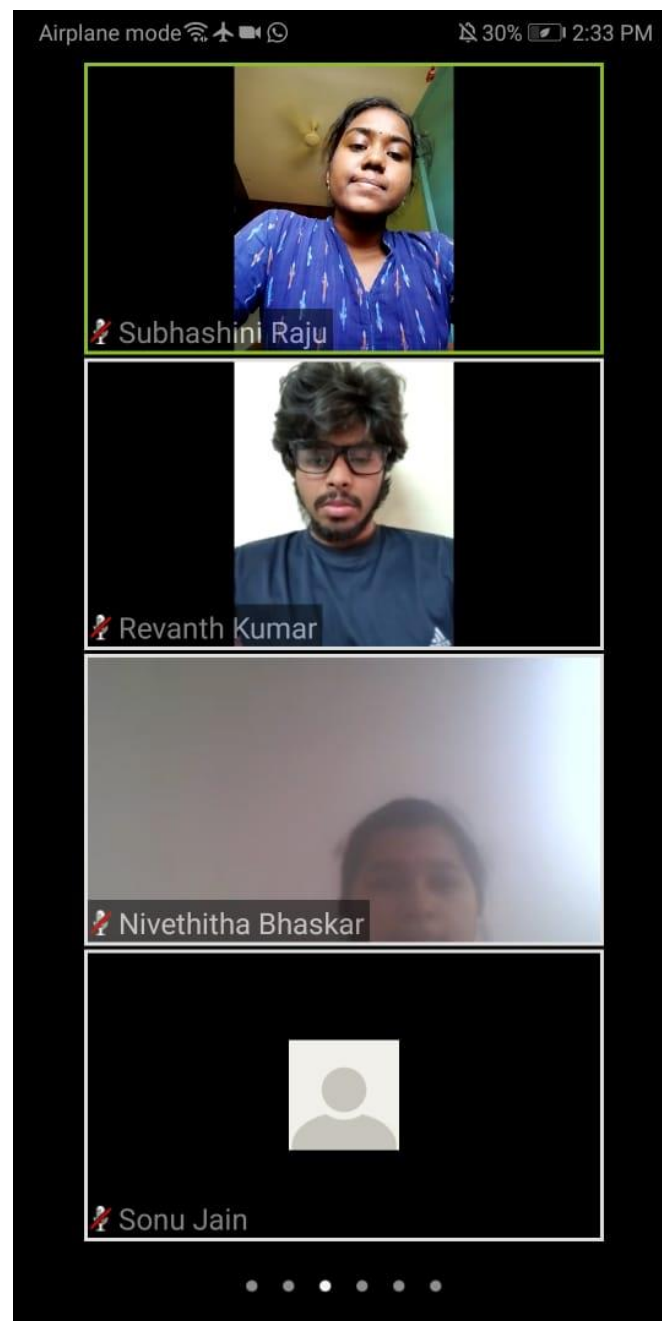 Airplane mode 30% 2:33 PM
Subhashini Raju
Revanth Kumar
Nivethitha Bhaskar
Sonu Jain